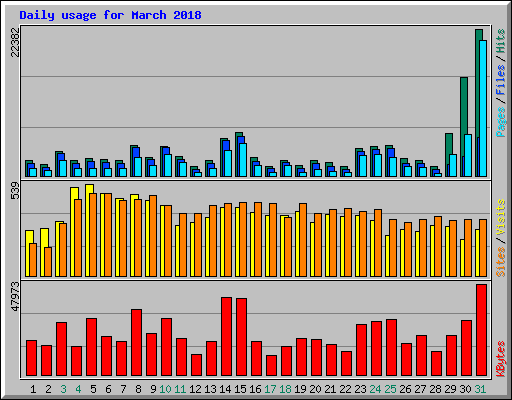 Daily usage for March 2018
22382
Pages / Files / Hits
539
Sites / Visits
47973
KBytes
1 2 3 4 5 6 7 8 9 10 11 12 13 14 15 16 17 18 19 20 21 22 23 24 25 26 27 28 29 30 31